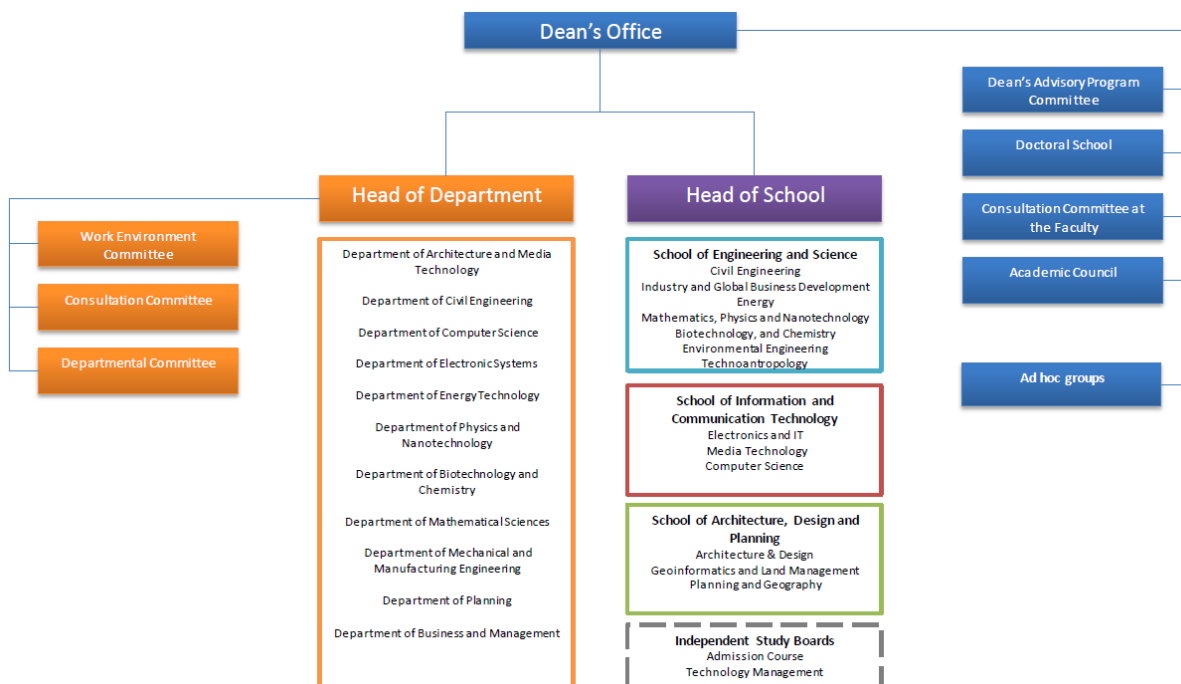 Dean's Office
Dean's Advisory Program
Committee
Doctoral School
Consultation Committee at
the Faculty
Academic Council
Ad hoc groups
Head of Department
Head of School
Work Environment
Committee
Consultation Committee
Departmental Committee
Department of Architecture and Media
Technology
Department of Civil Engineering
Department of Computer Science
Department of Electronic Systems
Department of Energy Technology
Department of Physics and
Nanotechnology
Department of Biotechnology and
Chemistry
Department of Mathematical Sciences
Department of Mechanical and
Manufacturing Engineering
Department of Planning
Department of Business and Management
School of Engineering and Science
Civil Engineering
Industry and Global Business Development
Energy
Mathematics, Physics and Nanotechnology
Biotechnology, and Chemistry
Environmental Engineering
Technoantropology
School of Information and
Communication Technology
Electronics and IT
Media Technology
Computer Science
School of Architecture, Design and
Planning
Architecture & Design
Geoinformatics and Land Management
Planning and Geography
Independent Study Boards
Admission Course
Technology Management